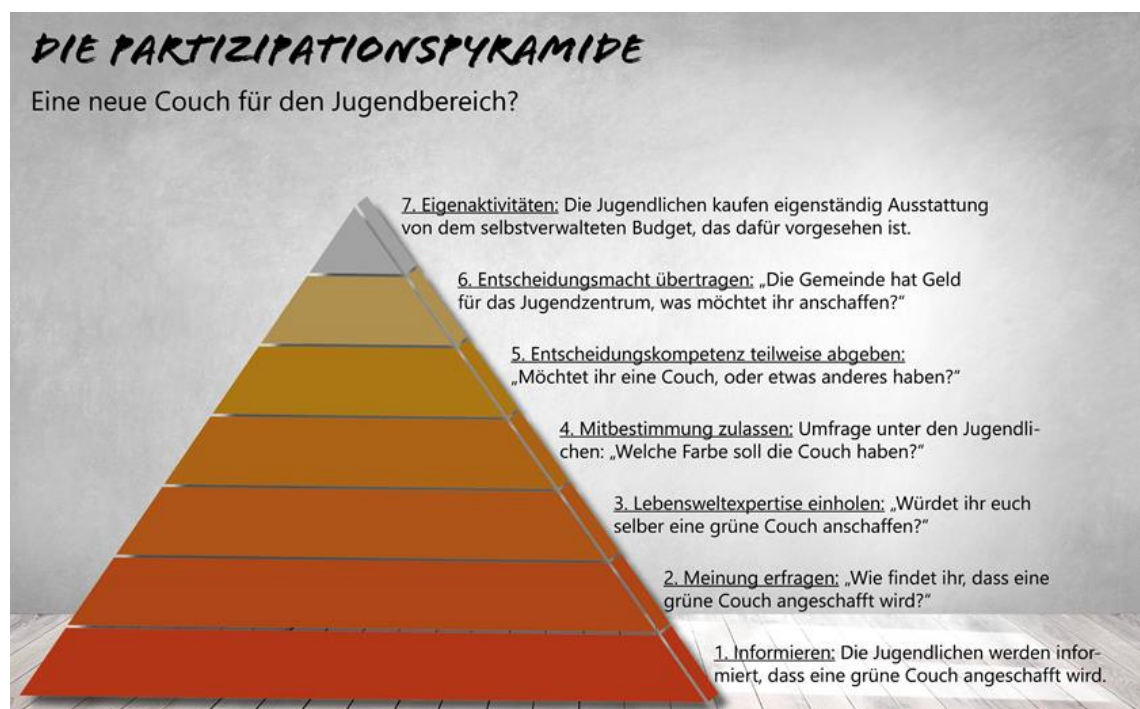 DIE PARTIZIPATIONSPYRAMIDE
Eine neue Couch für den Jugendbereich?
7. Eigenaktivitäten: Die Jugendlichen kaufen eigenständig Ausstattung
von dem selbstverwalteten Budget, das dafür vorgesehen ist.
6. Entscheidungsmacht übertragen: „Die Gemeinde hat Geld
für das Jugendzentrum, was möchtet ihr anschaffen?“
5. Entscheidungskompetenz teilweise abgeben:
„Möchtet ihr eine Couch, oder etwas anderes haben?“
4. Mitbestimmung zulassen: Umfrage unter den Jugendli-
chen: „Welche Farbe soll die Couch haben?“
3. Lebensweltexpertise einholen: „Würdet ihr euch
selber eine grüne Couch anschaffen?“
2. Meinung erfragen: „Wie findet ihr, dass eine
grüne Couch angeschafft wird?“
1. Informieren: Die Jugendlichen werden infor-
miert, dass eine grüne Couch angeschafft wird.